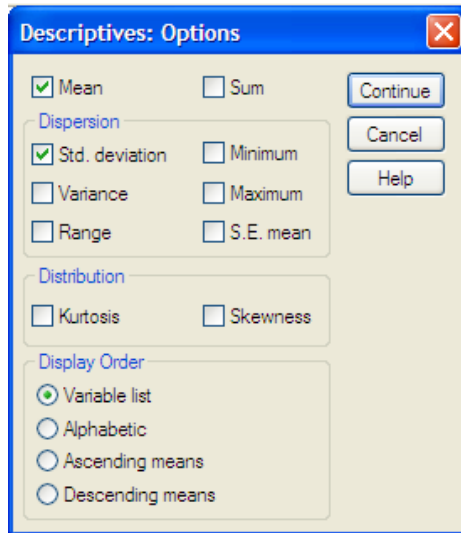 Descriptives: Options
Mean Sum Continue
Dispersion Cancel
Std. deviation Minimum
Help
Variance Maximum
Range S.E. mean
Distribution
Kurtosis Skewness
Display Order
Variable list
Alphabetic
Ascending means
Descending means